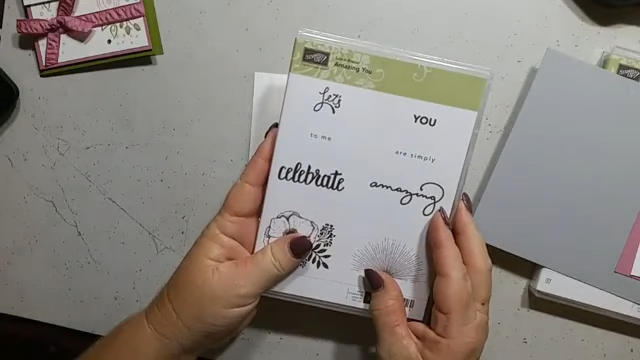 Amazing You
Let's
YOU
to me
are simply
celebrate
amazing